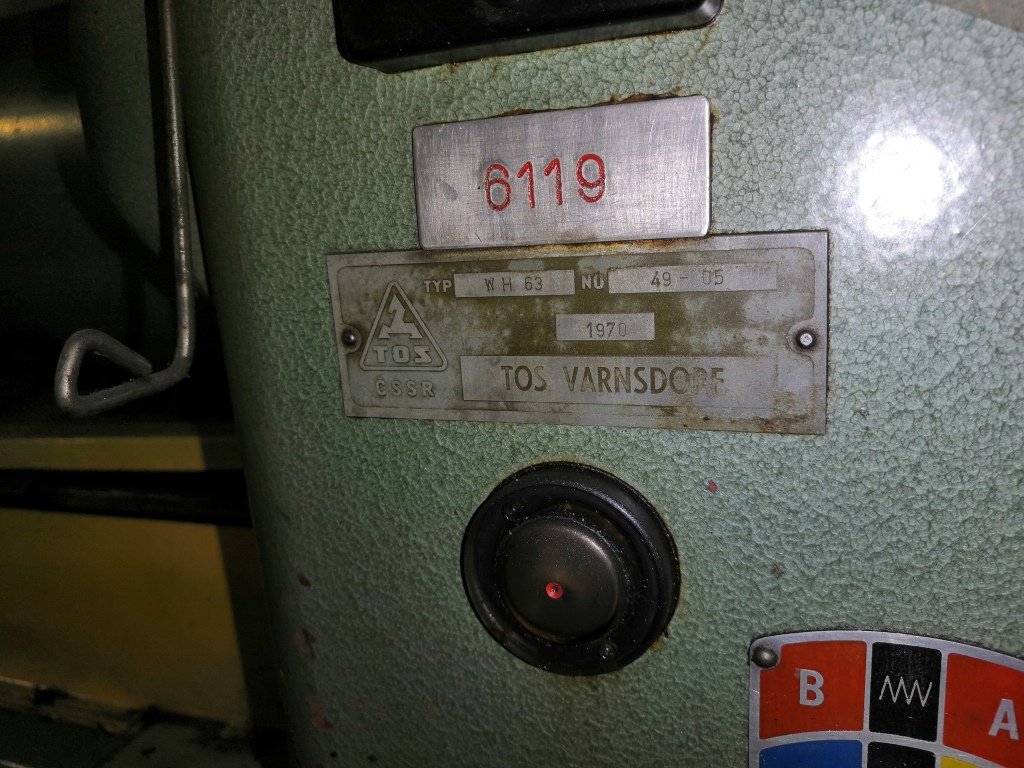 6119
TYP WH 63 NO 49 - 05
1970
TOS
ČSSR
TOS VARNSDORF
B
A